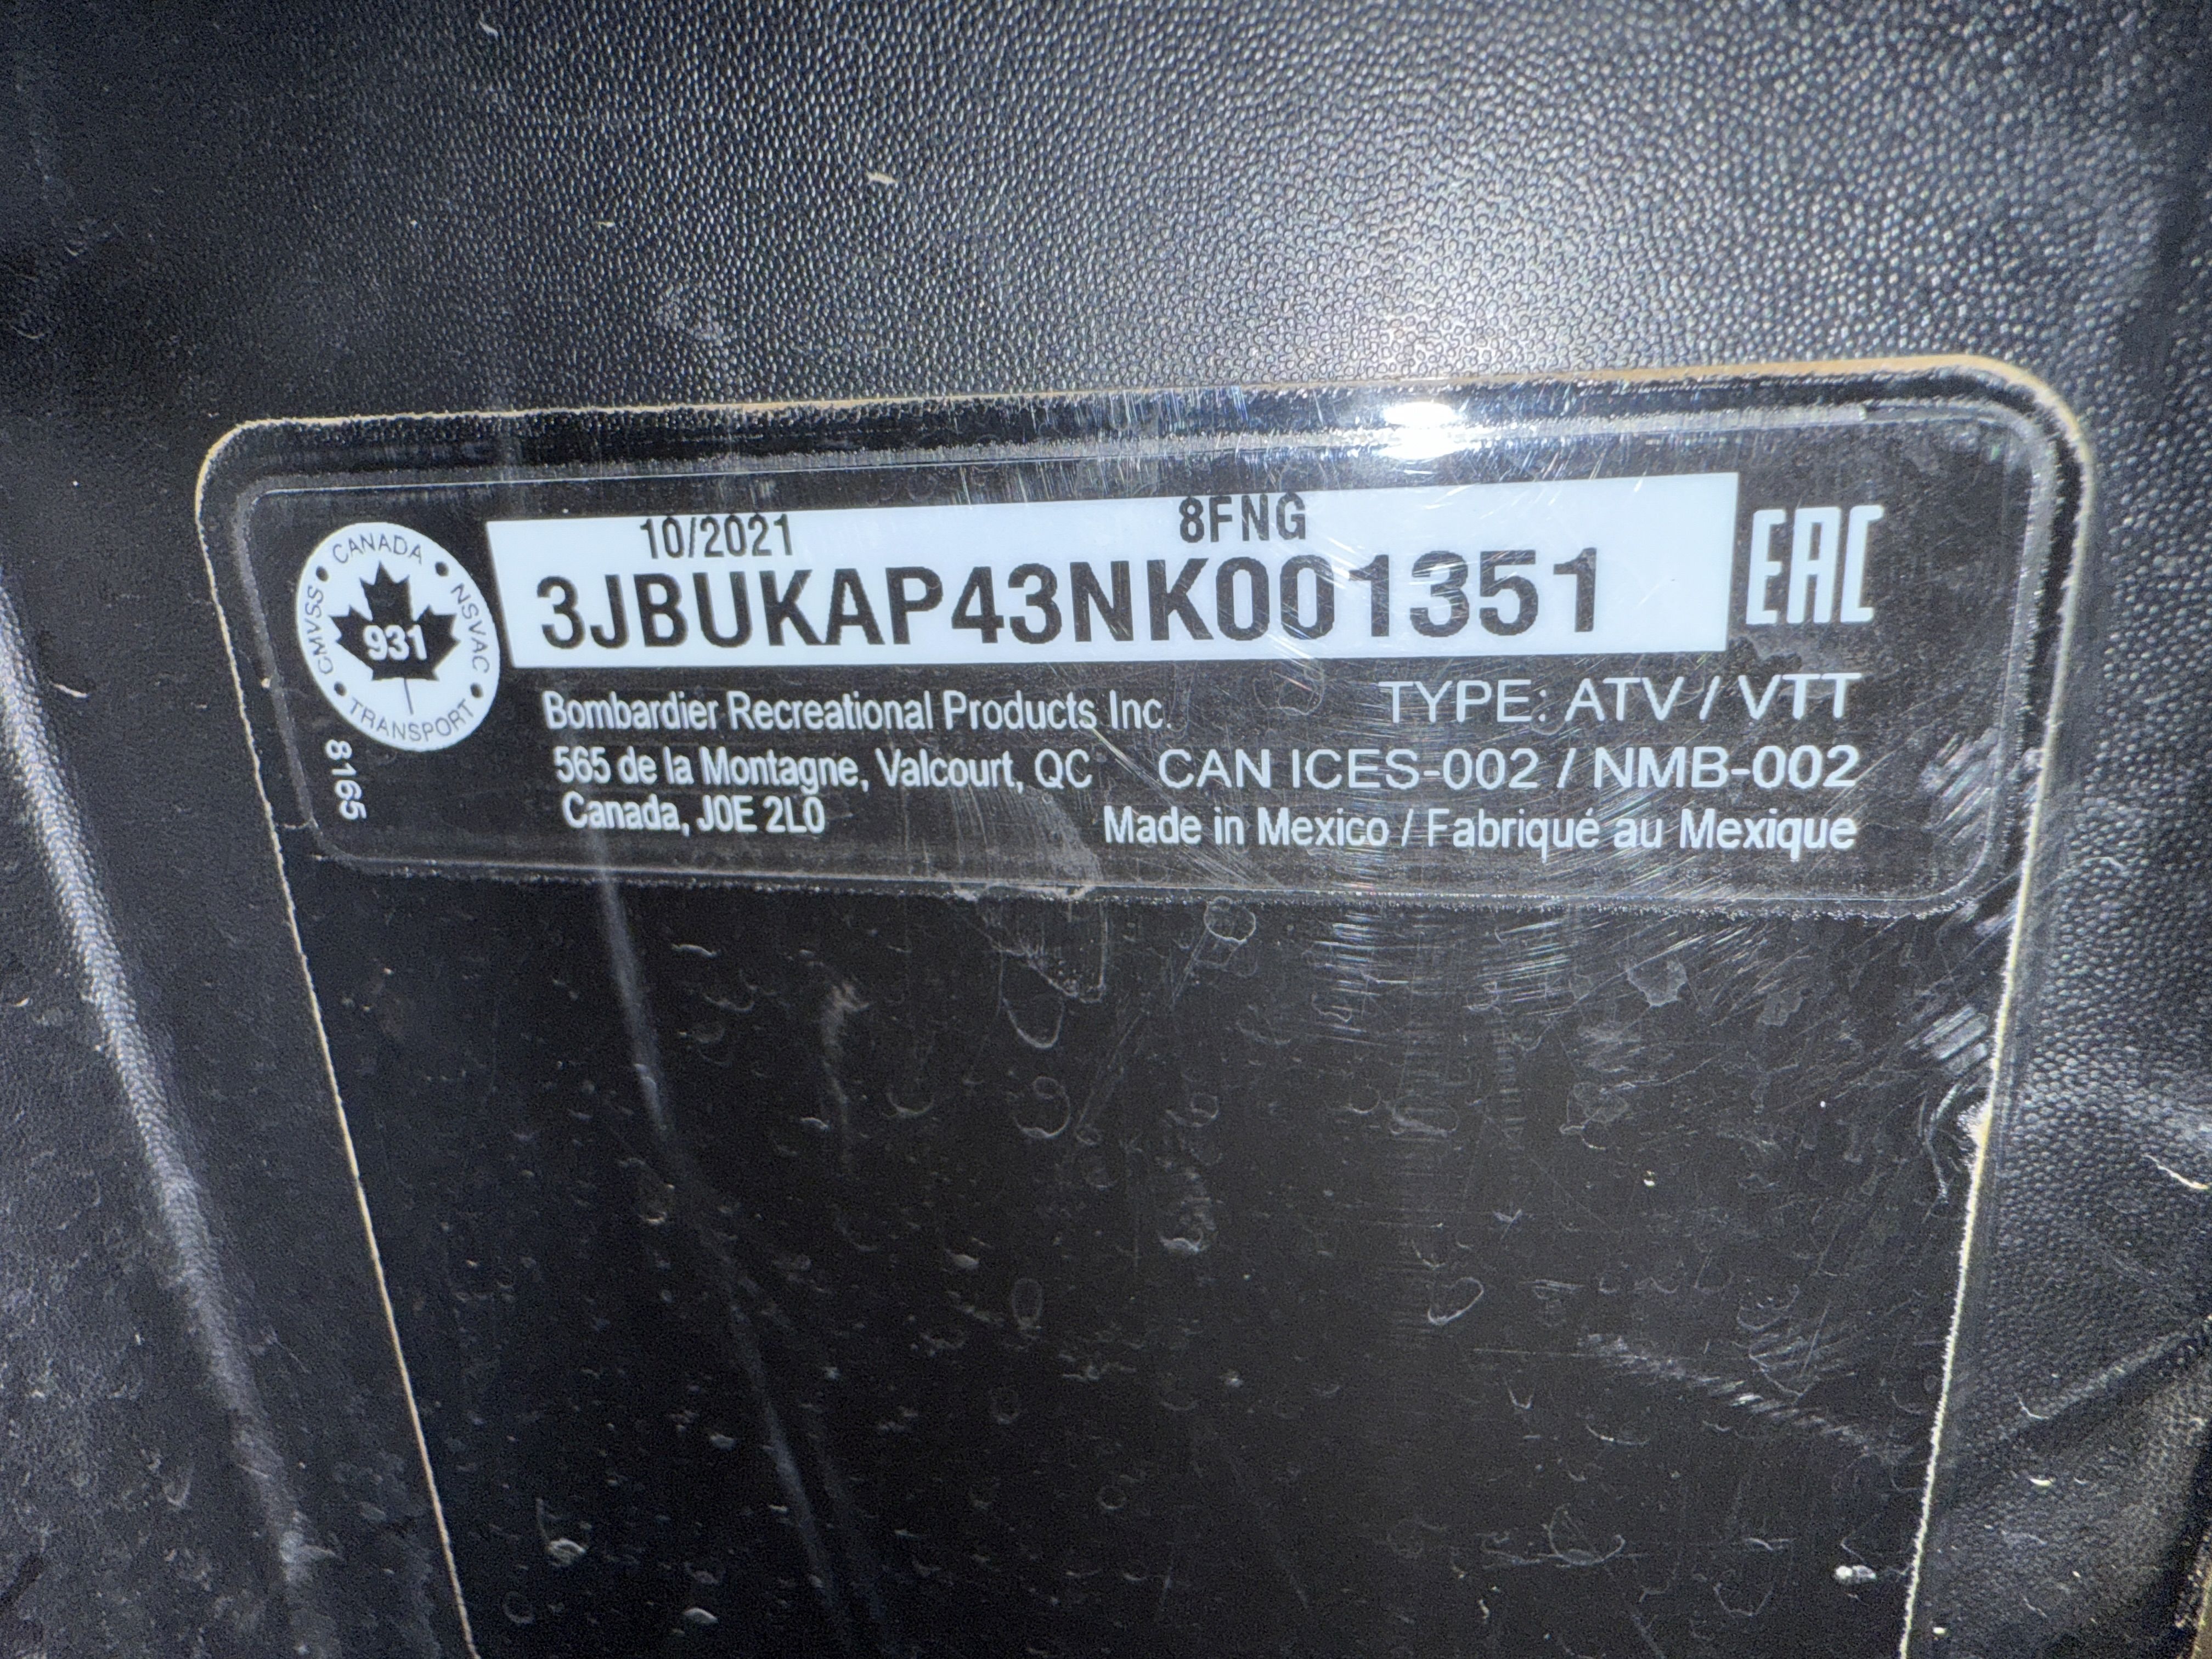 CANADA
NSVAC
TRANSPORT
CMVSS
931
8165
10/2021 8FNG
3JBUKAP43NK001351
EAC
Bombardier Recreational Products Inc.
565 de la Montagne, Valcourt, QC
Canada, J0E 2L0
TYPE: ATV / VTT
CAN ICES-002 / NMB-002
Made in Mexico / Fabriqué au Mexique